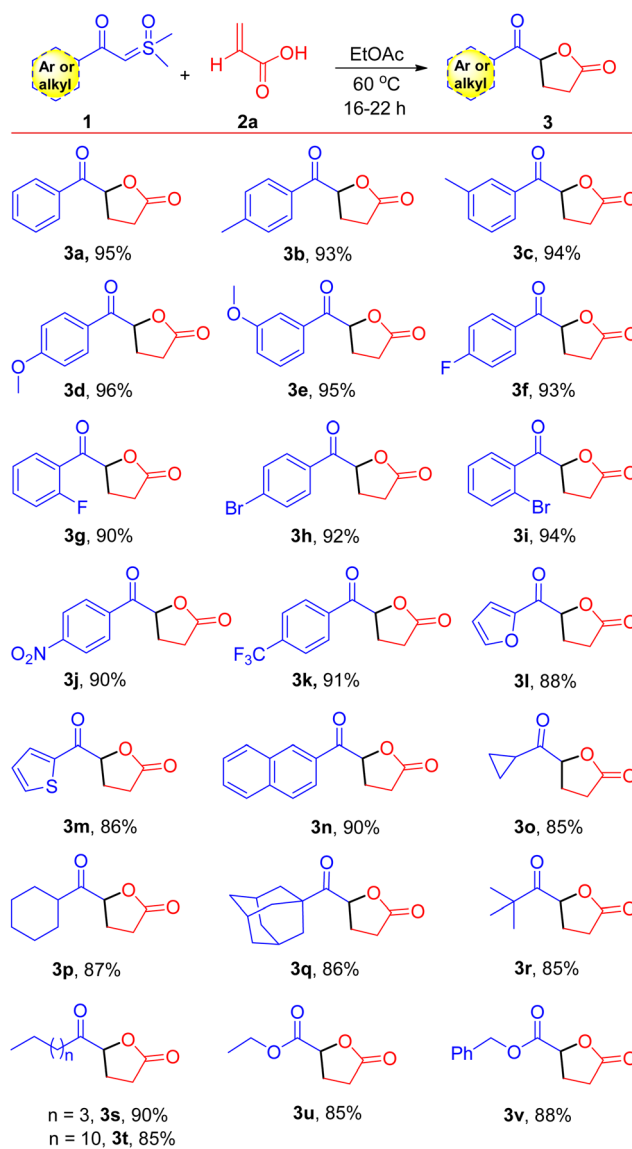 O O
Ar or alkyl
S
1
+
H
OH
O
2a
EtOAc
60 °C
16-22 h
Ar or alkyl
O O O
3
O O O
3a, 95%
O O O
3b, 93%
O O O
3c, 94%
O O O
O
3d, 96%
O O O
O
3e, 95%
O O O
F
3f, 93%
O O O
F
3g, 90%
O O O
Br
3h, 92%
O O O
Br
3i, 94%
O O O
O2N
3j, 90%
O O O
F3C
3k, 91%
O O O
O
3l, 88%
O O O
S
3m, 86%
O O O
3n, 90%
O O O
3o, 85%
O O O
3p, 87%
O O O
3q, 86%
O O O
3r, 85%
O O O
( )n
n = 3, 3s, 90%
n = 10, 3t, 85%
O O O
O
3u, 85%
O O O
Ph O
3v, 88%